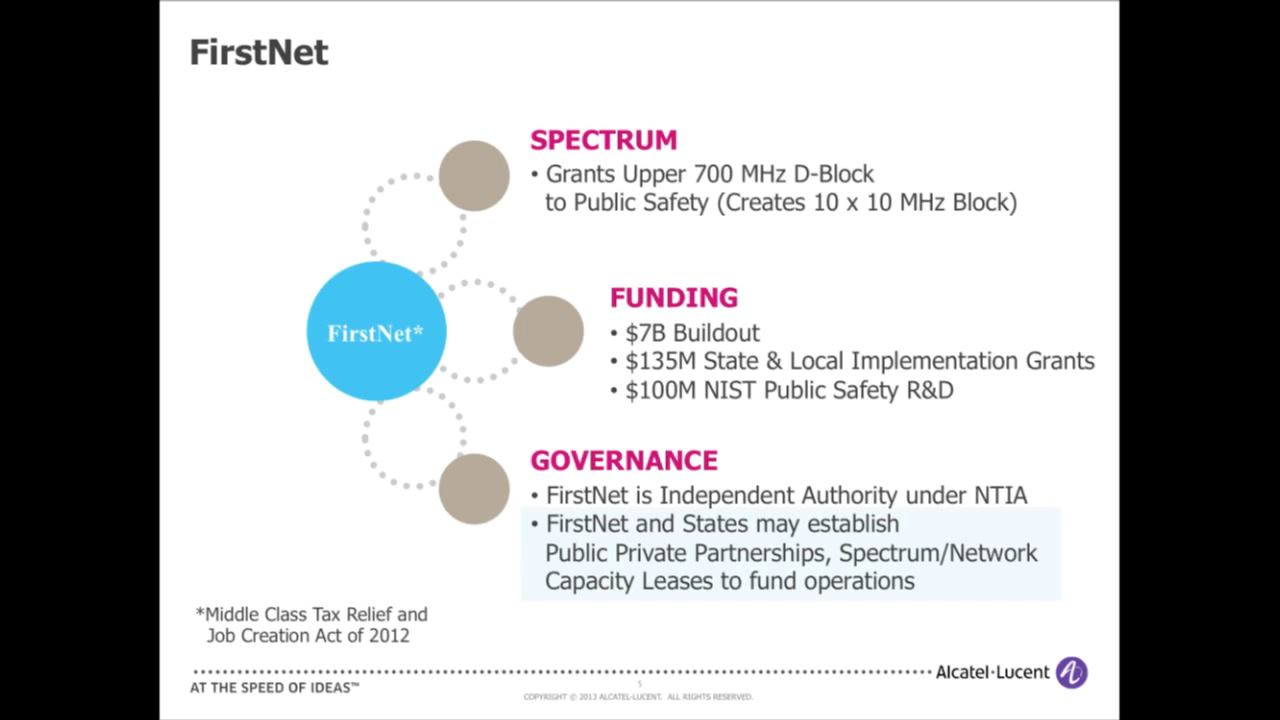 FirstNet
SPECTRUM
• Grants Upper 700 MHz D-Block
to Public Safety (Creates 10 x 10 MHz Block)
FirstNet*
FUNDING
• $7B Buildout
• $135M State & Local Implementation Grants
• $100M NIST Public Safety R&D
GOVERNANCE
• FirstNet is Independent Authority under NTIA
• FirstNet and States may establish
Public Private Partnerships, Spectrum/Network
Capacity Leases to fund operations
*Middle Class Tax Relief and
Job Creation Act of 2012
Alcatel·Lucent
AT THE SPEED OF IDEAS™
5
COPYRIGHT © 2013 ALCATEL-LUCENT. ALL RIGHTS RESERVED.